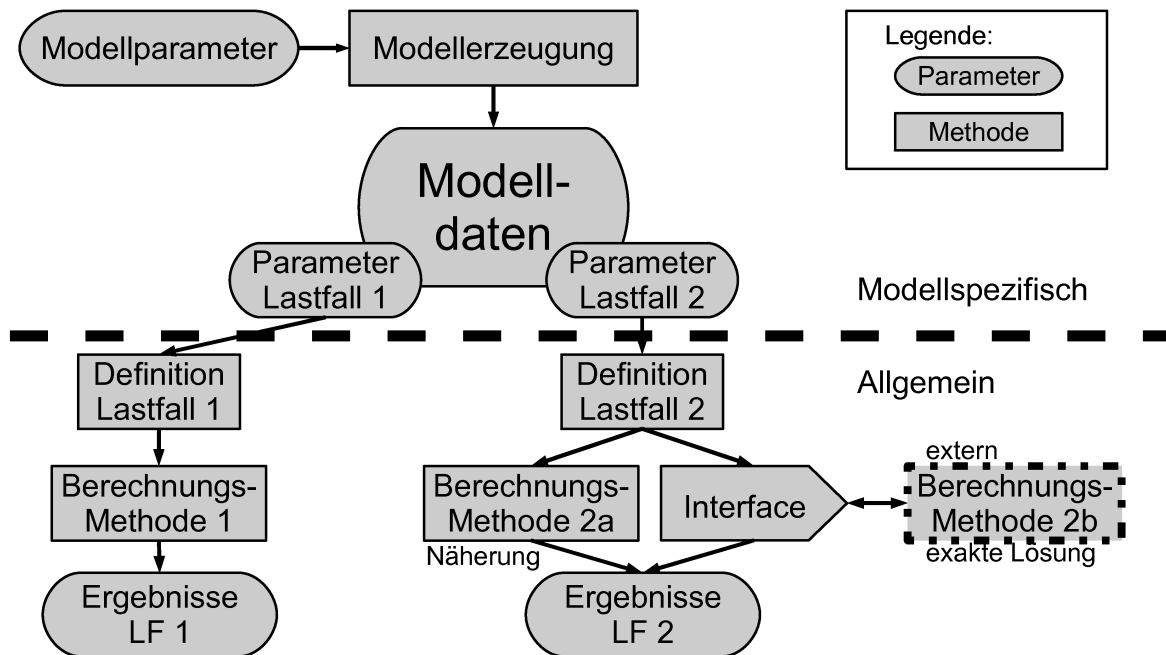 Modellparameter
Modellerzeugung
Legende:
Parameter
Methode
Modell-
daten
Parameter
Lastfall 1
Parameter
Lastfall 2
Modellspezifisch
Allgemein
Definition
Lastfall 1
Definition
Lastfall 2
Berechnungs-
Methode 1
Berechnungs-
Methode 2a
Näherung
Interface
extern
Berechnungs-
Methode 2b
exakte Lösung
Ergebnisse
LF 1
Ergebnisse
LF 2